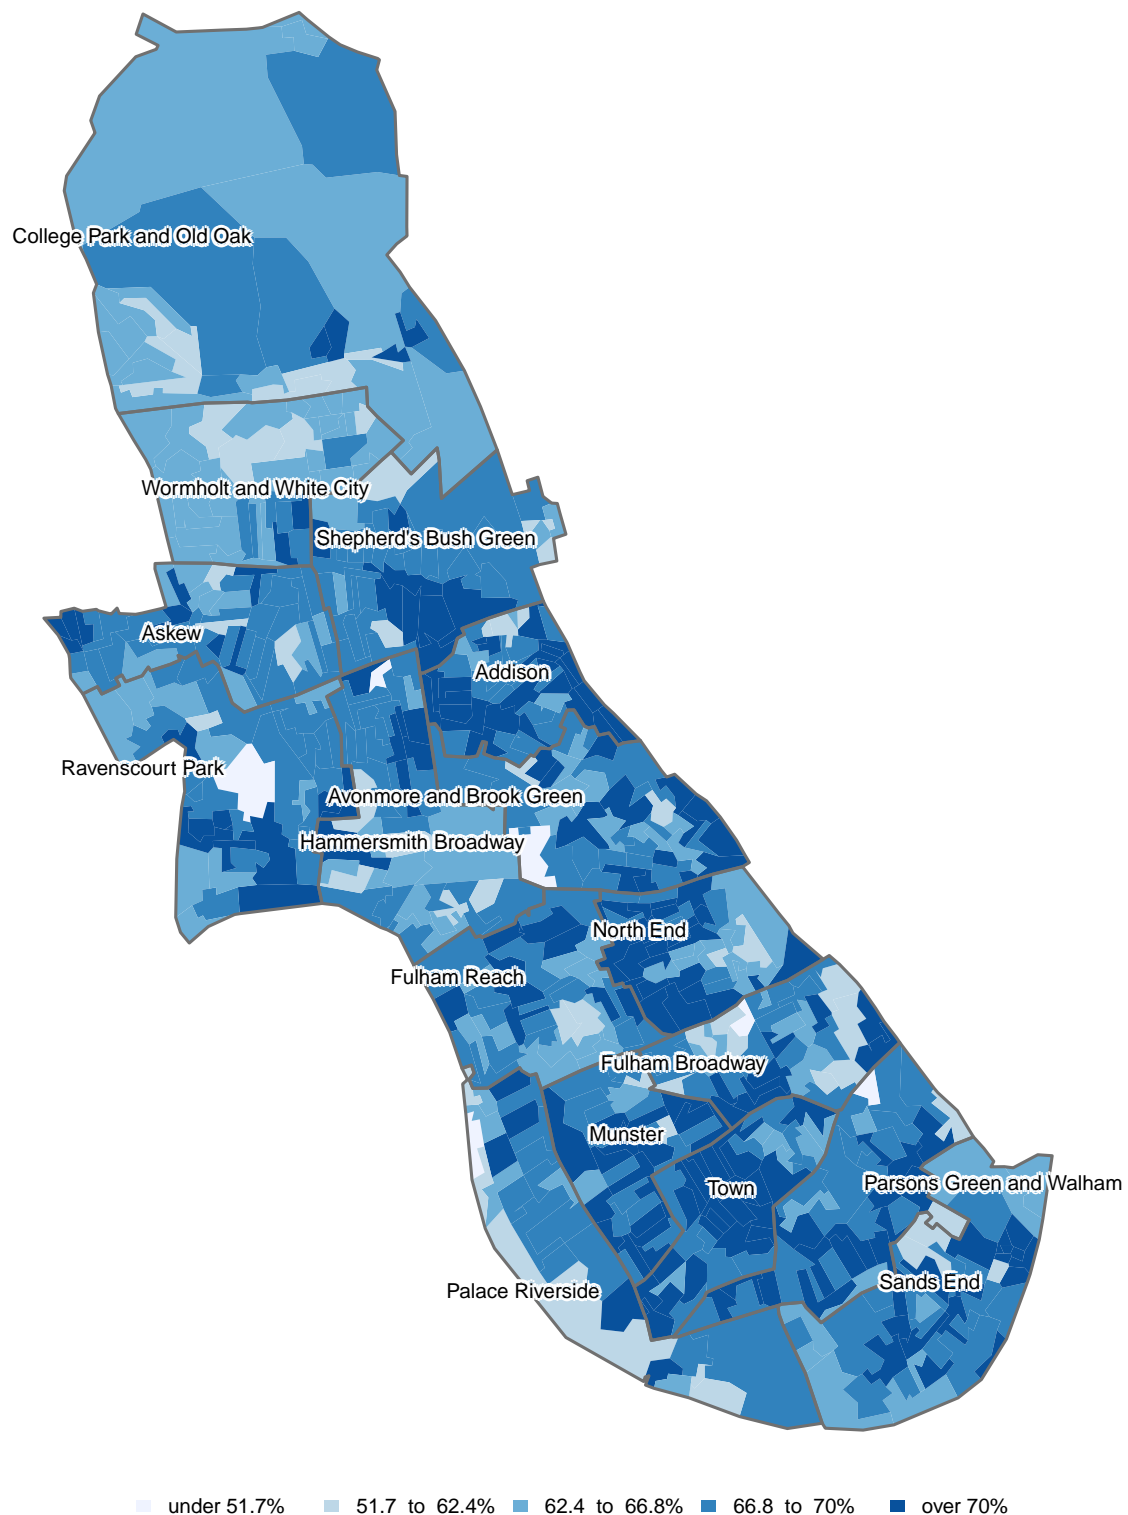 College Park and Old Oak
Wormholt and White City
Shepherd's Bush Green
Askew
Addison
Ravenscourt Park
Avonmore and Brook Green
Hammersmith Broadway
North End
Fulham Reach
Fulham Broadway
Munster
Parsons Green and Walham
Town
Sands End
Palace Riverside
under 51.7% 51.7 to 62.4% 62.4 to 66.8% 66.8 to 70% over 70%